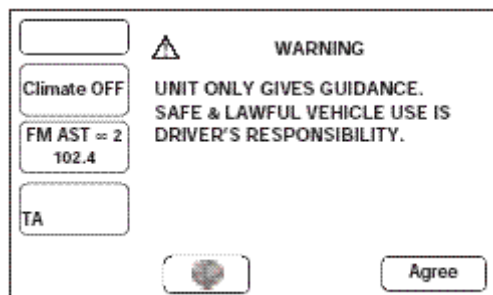 WARNING
Climate OFF
UNIT ONLY GIVES GUIDANCE.
SAFE & LAWFUL VEHICLE USE IS
DRIVER'S RESPONSIBILITY.
FM AST ∞ 2
102.4
TA
Agree